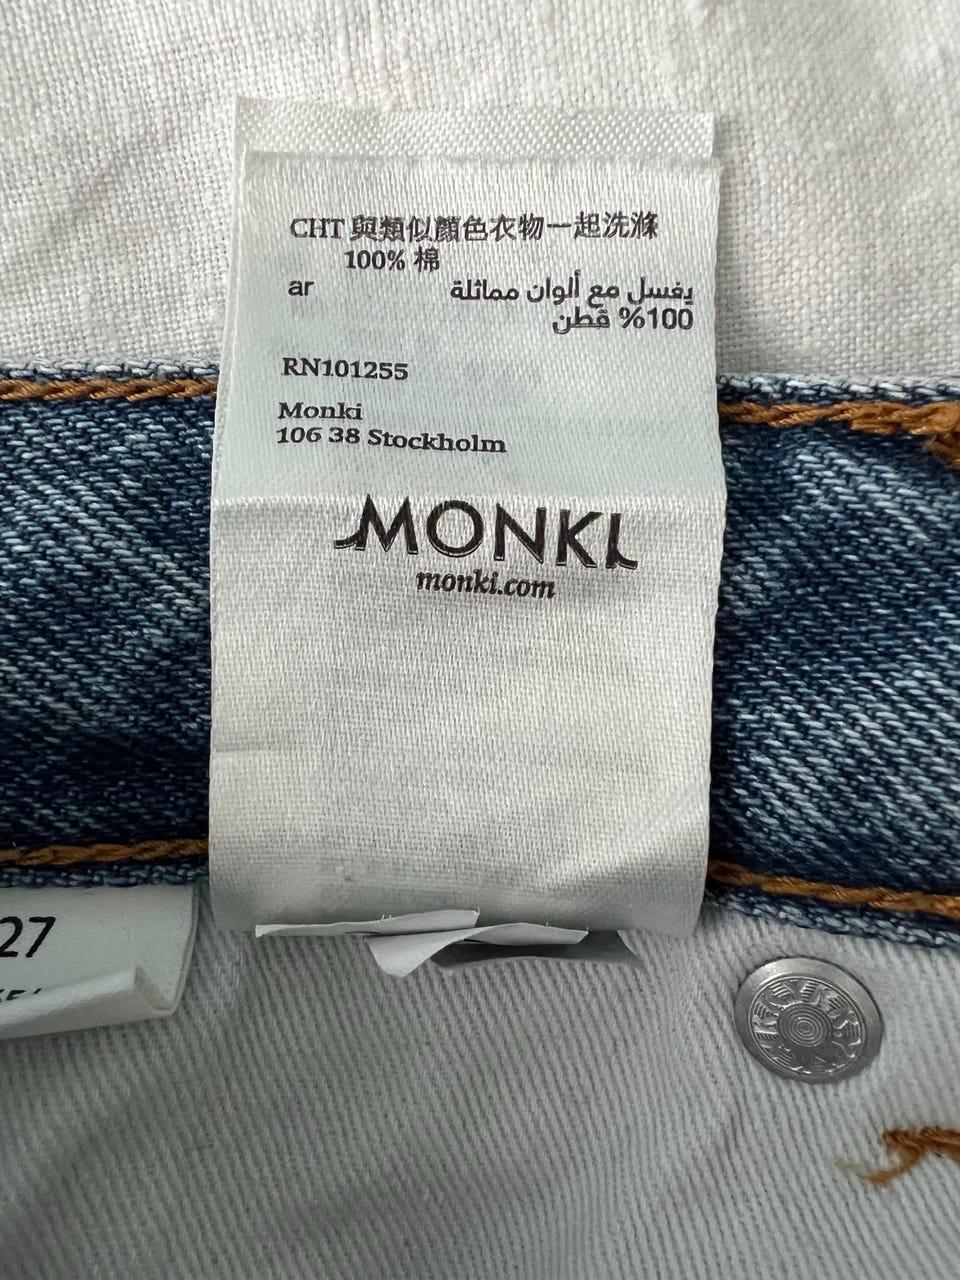 CHT 與類似顏色衣物一起洗滌
100% 棉
ar يغسل مع ألوان مماثلة
100% قطن
RN101255
Monki
106 38 Stockholm
MONKI
monki.com
27